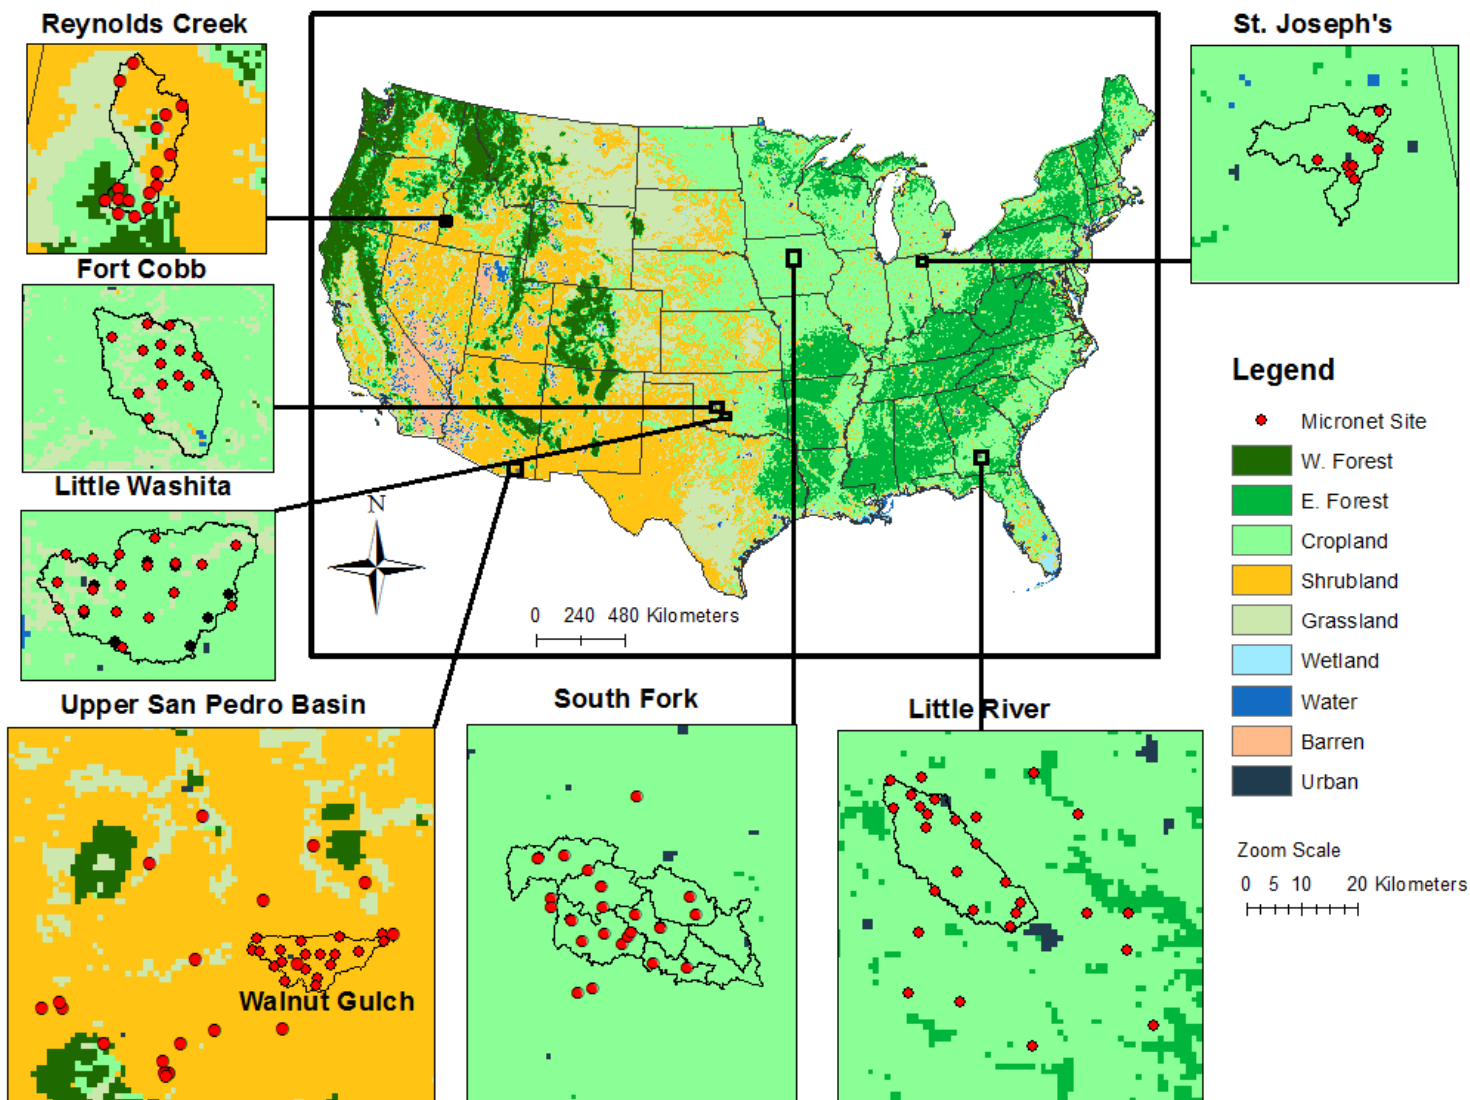 Reynolds Creek
St. Joseph's
Fort Cobb
Little Washita
N
0 240 480 Kilometers
Upper San Pedro Basin
Walnut Gulch
South Fork
Little River
Legend
Micronet Site
W. Forest
E. Forest
Cropland
Shrubland
Grassland
Wetland
Water
Barren
Urban
Zoom Scale
0 5 10 20 Kilometers